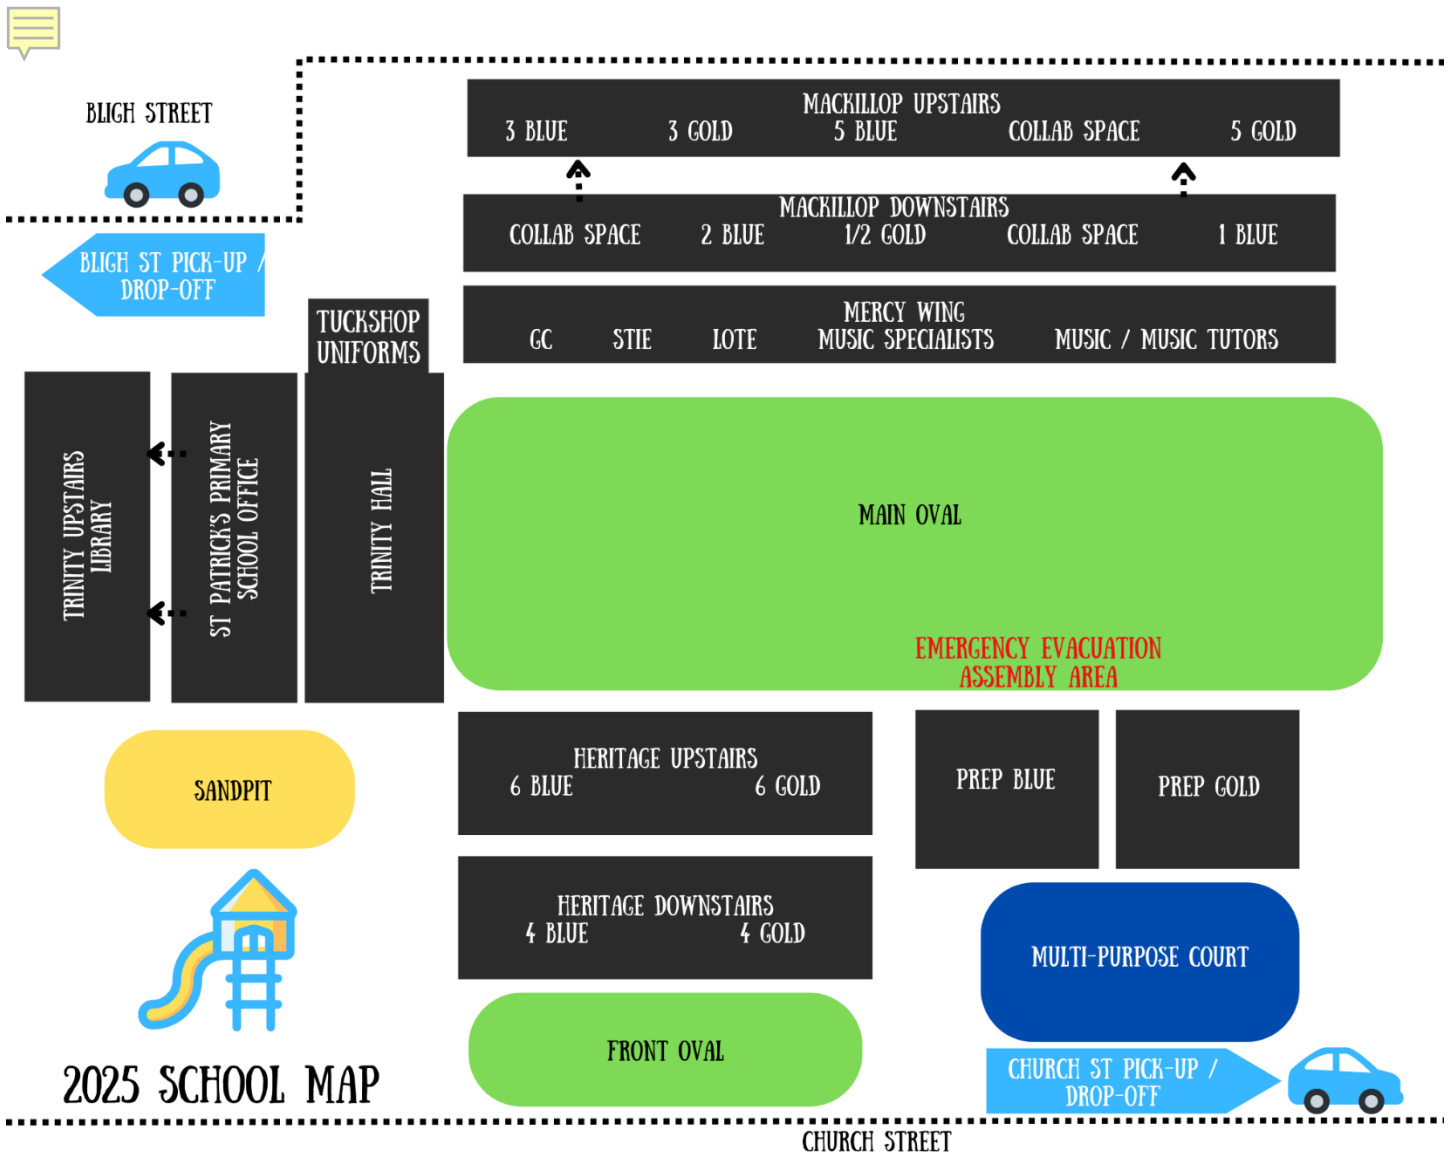 BLIGH STREET
MACKILLOP UPSTAIRS
3 BLUE 3 GOLD 5 BLUE COLLAB SPACE 5 GOLD
MACKILLOP DOWNSTAIRS
COLLAB SPACE 2 BLUE 1/2 GOLD COLLAB SPACE 1 BLUE
BLIGH ST PICK-UP /
DROP-OFF
TUCKSHOP
UNIFORMS
MERCY WING
GC STIE LOTE MUSIC SPECIALISTS MUSIC / MUSIC TUTORS
TRINITY UPSTAIRS
LIBRARY
ST PATRICK'S PRIMARY
SCHOOL OFFICE
TRINITY HALL
MAIN OVAL
EMERGENCY EVACUATION
ASSEMBLY AREA
SANDPIT
HERITAGE UPSTAIRS
6 BLUE 6 GOLD
PREP BLUE
PREP GOLD
HERITAGE DOWNSTAIRS
4 BLUE 4 GOLD
MULTI-PURPOSE COURT
FRONT OVAL
CHURCH ST PICK-UP /
DROP-OFF
2025 SCHOOL MAP
CHURCH STREET